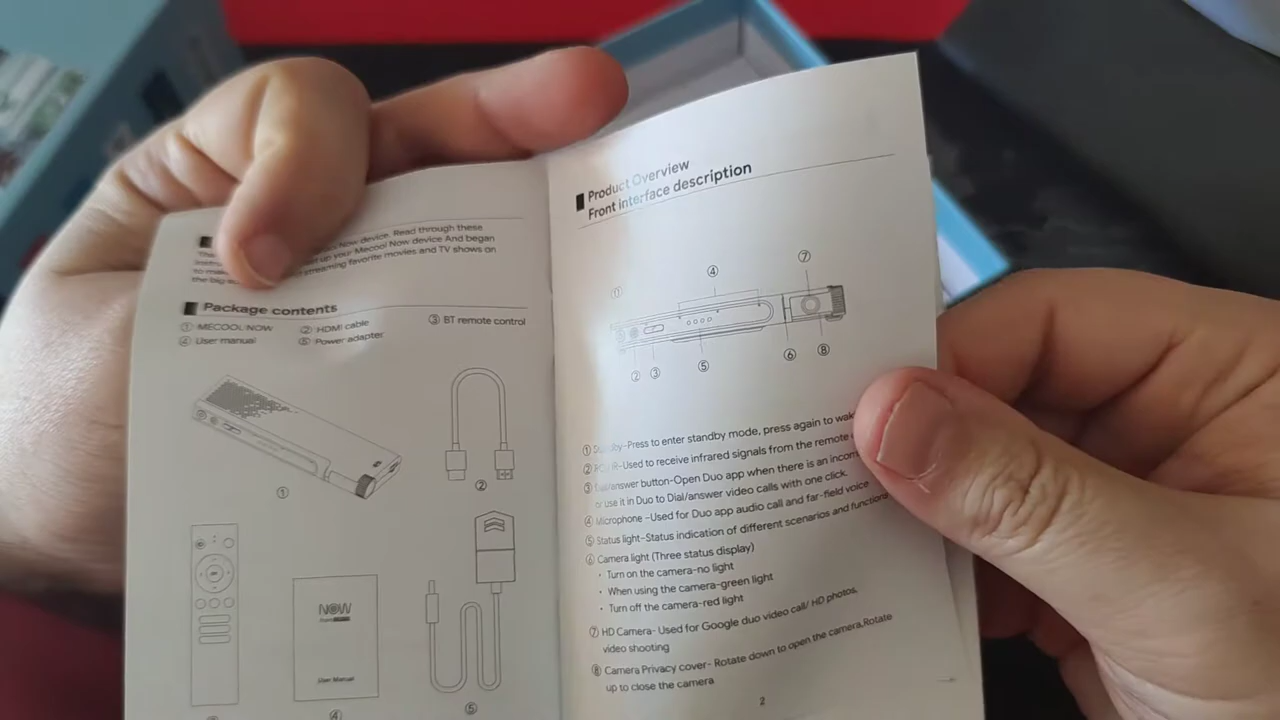 Now device. Read through these
up your Mecool Now device And began
to streaming favorite movies and TV shows on
the big
Package contents
① MECOOL NOW ② HDMI cable ③ BT remote control
④ User manual ⑤ Power adapter
①
②
NOW
User Manual
④
⑤
Product Overview
Front interface description
①
④
⑦
② ③
⑤
⑥
⑧
① Standby-Press to enter standby mode, press again to
② IR-Used to receive infrared signals from the remote
③ Dial/answer button-Open Duo app when there is an
or use it in Duo to Dial/answer video calls with one click.
④ Microphone -Used for Duo app audio call and far-field voice
⑤ Status light-Status indication of different scenarios and functions
⑥ Camera light (Three status display)
• Turn on the camera-no light
• When using the camera-green light
• Turn off the camera-red light
⑦ HD Camera- Used for Google duo video call/ HD photos,
video shooting
⑧ Camera Privacy cover- Rotate down to open the camera,Rotate
up to close the camera
2